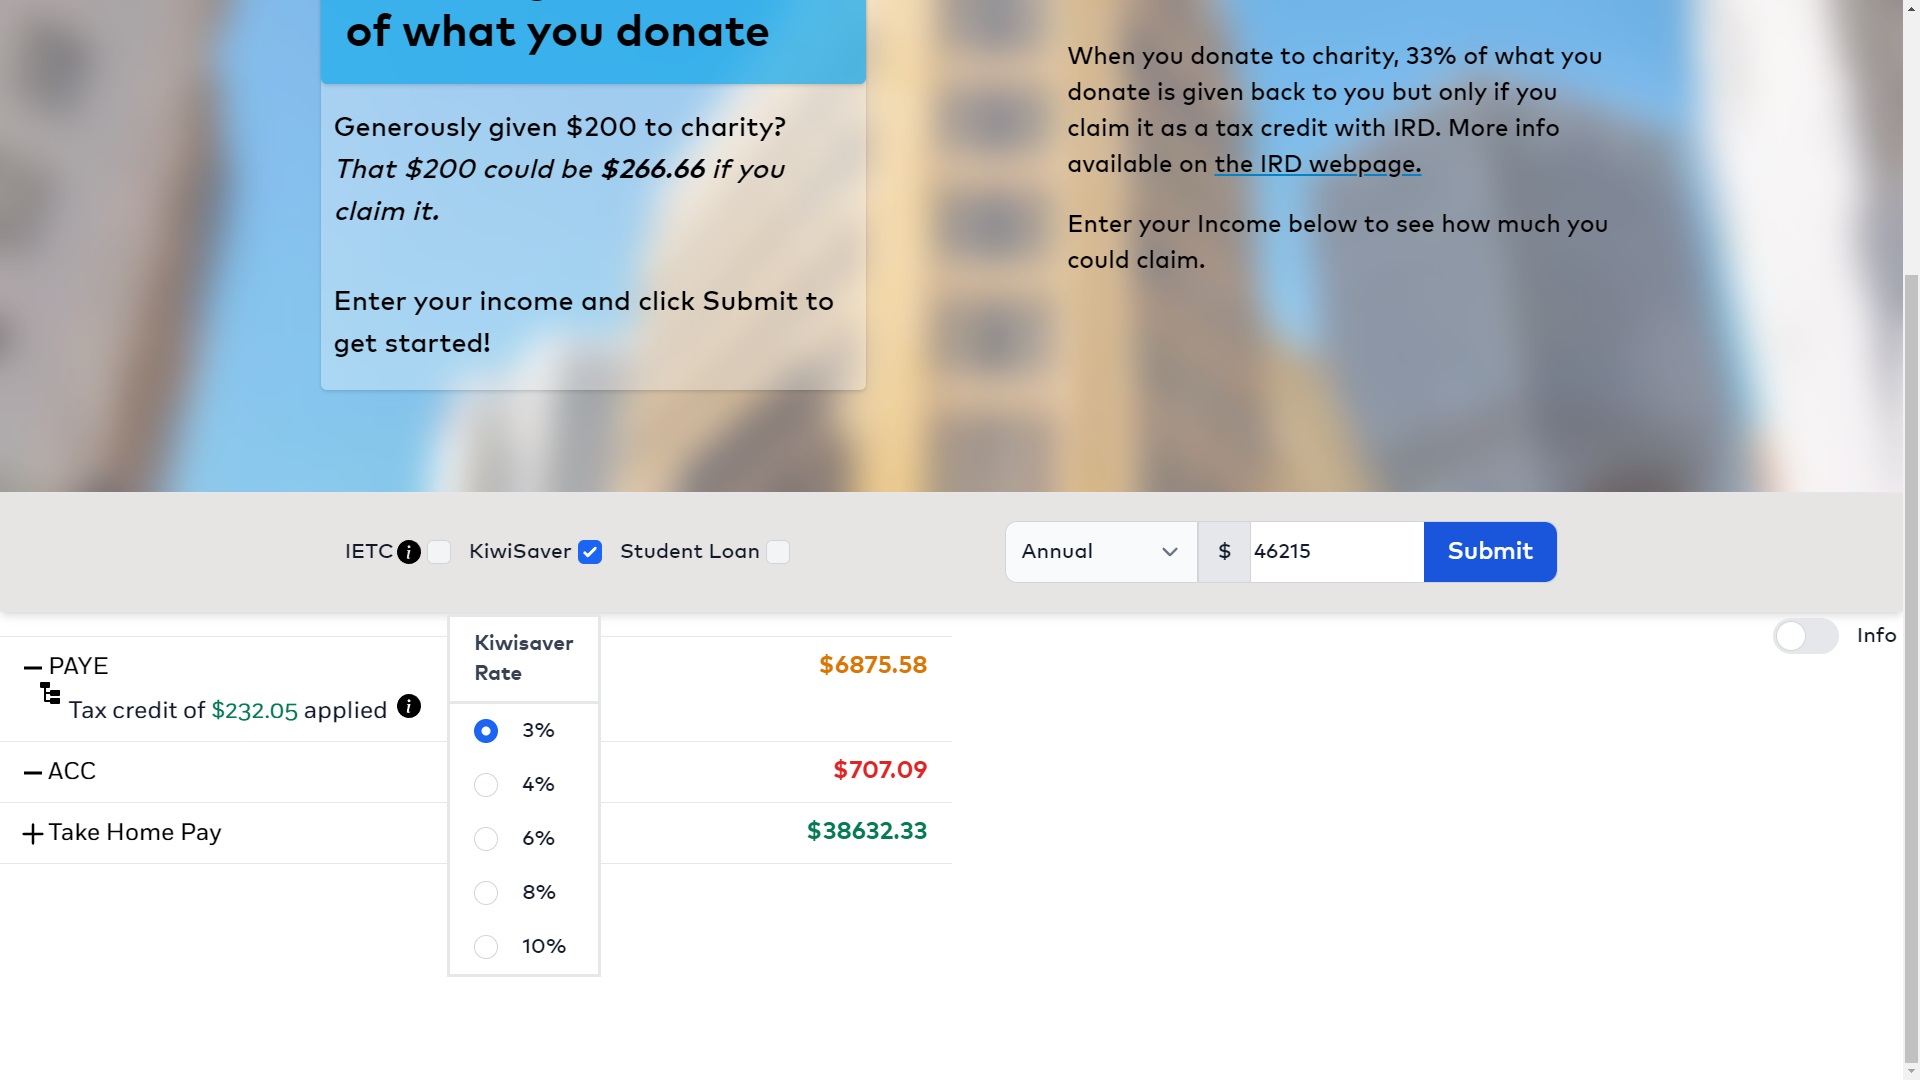 of what you donate
Generously given $200 to charity?
That $200 could be $266.66 if you
claim it.
Enter your income and click Submit to
get started!
When you donate to charity, 33% of what you
donate is given back to you but only if you
claim it as a tax credit with IRD. More info
available on the IRD webpage.
Enter your Income below to see how much you
could claim.
IETC i KiwiSaver Student Loan
Annual $ 46215 Submit
Info
Kiwisaver
Rate
3%
4%
6%
8%
10%
PAYE $6875.58
Tax credit of $232.05 applied i
ACC $707.09
Take Home Pay $38632.33